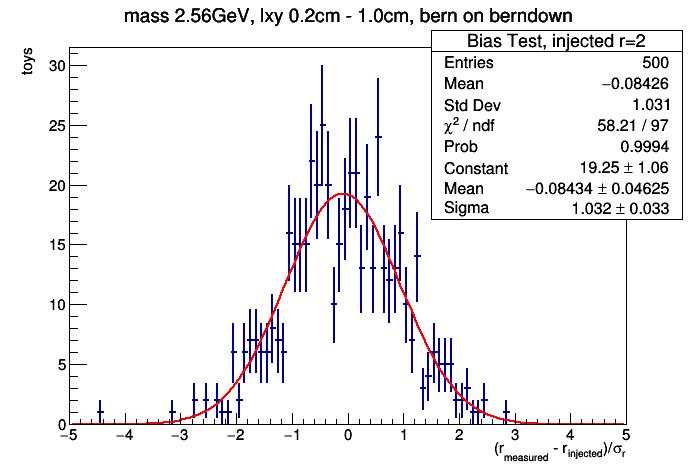 mass 2.56GeV, lxy 0.2cm - 1.0cm, bern on berndown
toys
Bias Test, injected r=2
Entries 500
Mean −0.08426
Std Dev 1.031
χ² / ndf 58.21 / 97
Prob 0.9994
Constant 19.25 ± 1.06
Mean −0.08434 ± 0.04625
Sigma 1.032 ± 0.033
30
25
20
15
10
5
0
−5 −4 −3 −2 −1 0 1 2 3 4 5
(r_measured - r_injected)/σ_r